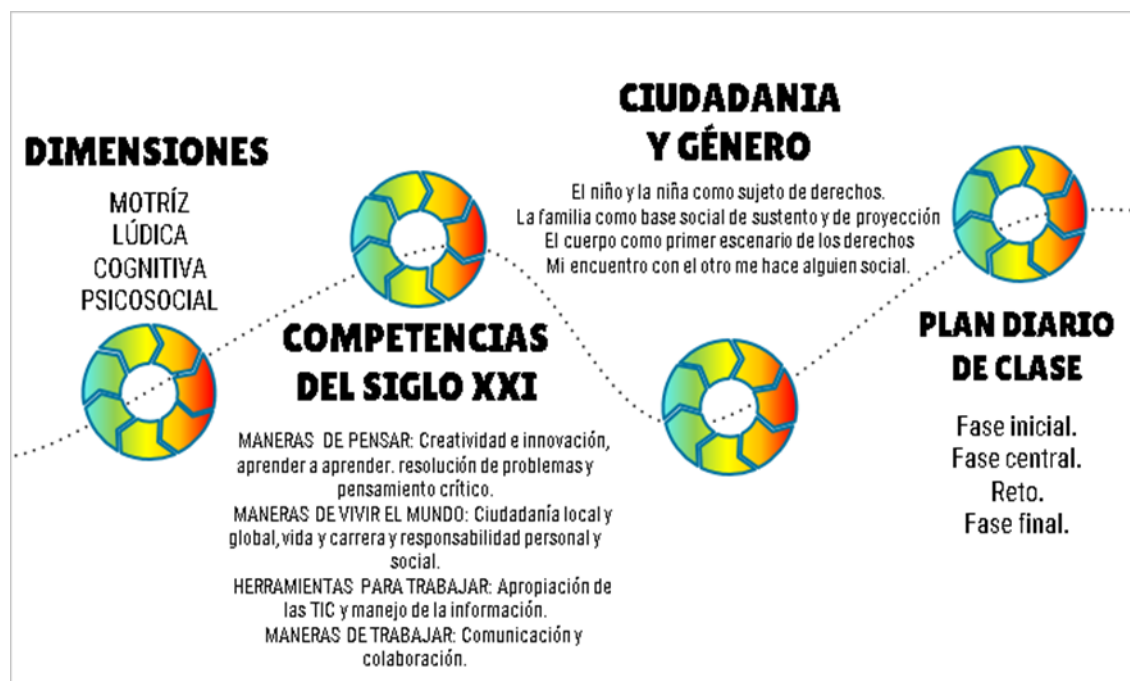 DIMENSIONES
MOTRÍZ
LÚDICA
COGNITIVA
PSICOSOCIAL
COMPETENCIAS
DEL SIGLO XXI
MANERAS DE PENSAR: Creatividad e innovación,
aprender a aprender. resolución de problemas y
pensamiento crítico.
MANERAS DE VIVIR EL MUNDO: Ciudadanía local y
global, vida y carrera y responsabilidad personal y
social.
HERRAMIENTAS PARA TRABAJAR: Apropiación de
las TIC y manejo de la información.
MANERAS DE TRABAJAR: Comunicación y
colaboración.
CIUDADANIA
Y GÉNERO
El niño y la niña como sujeto de derechos.
La familia como base social de sustento y de proyección
El cuerpo como primer escenario de los derechos
Mi encuentro con el otro me hace alguien social.
PLAN DIARIO
DE CLASE
Fase inicial.
Fase central.
Reto.
Fase final.